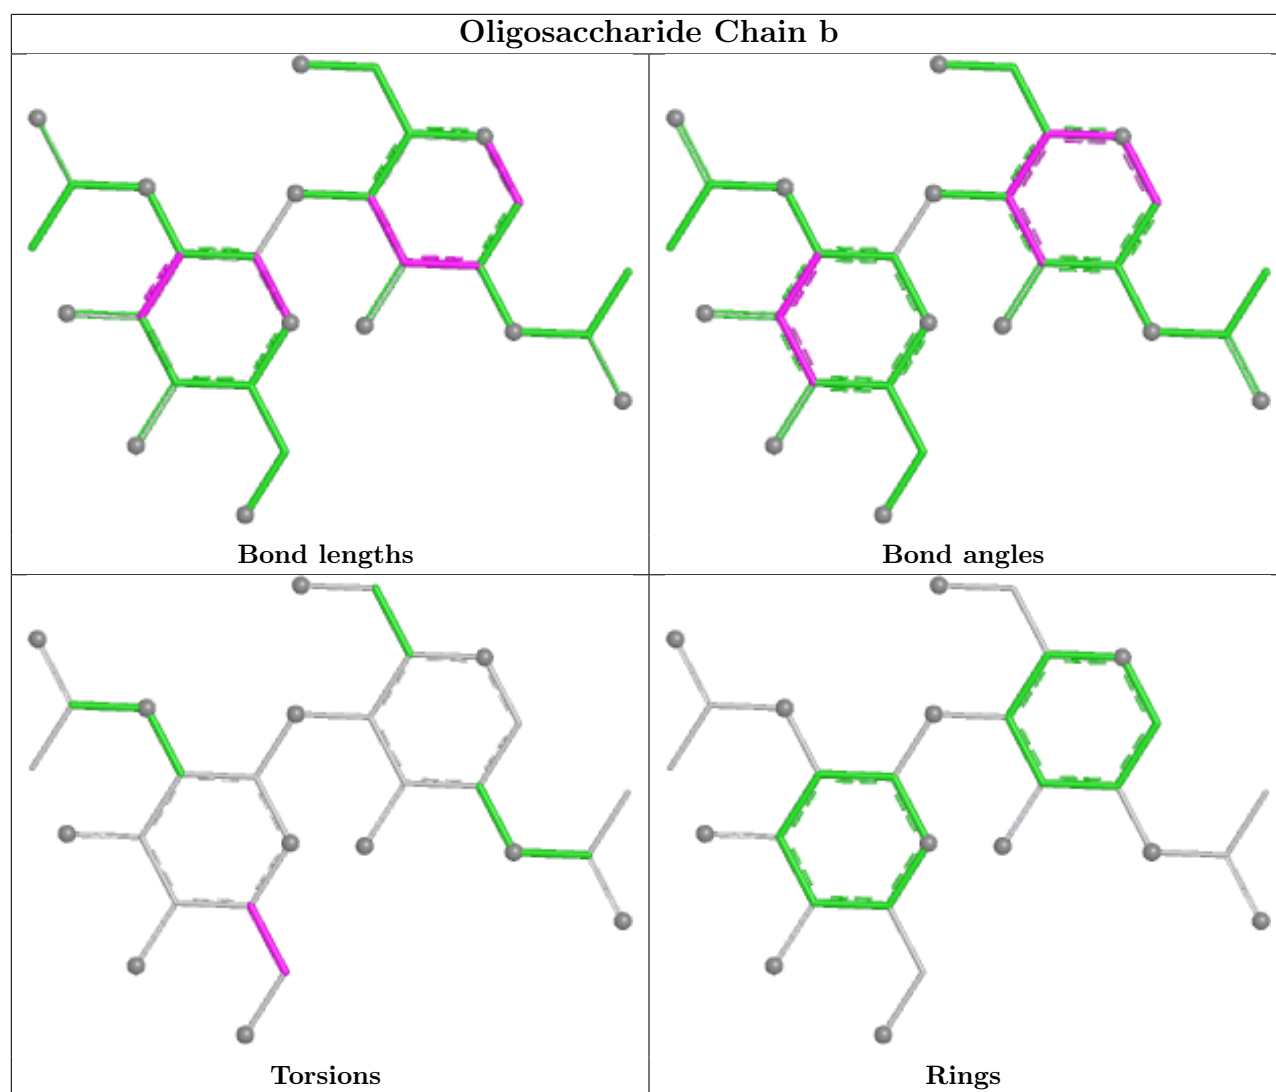 Oligosaccharide Chain b
Bond lengths
Bond angles
Torsions
Rings